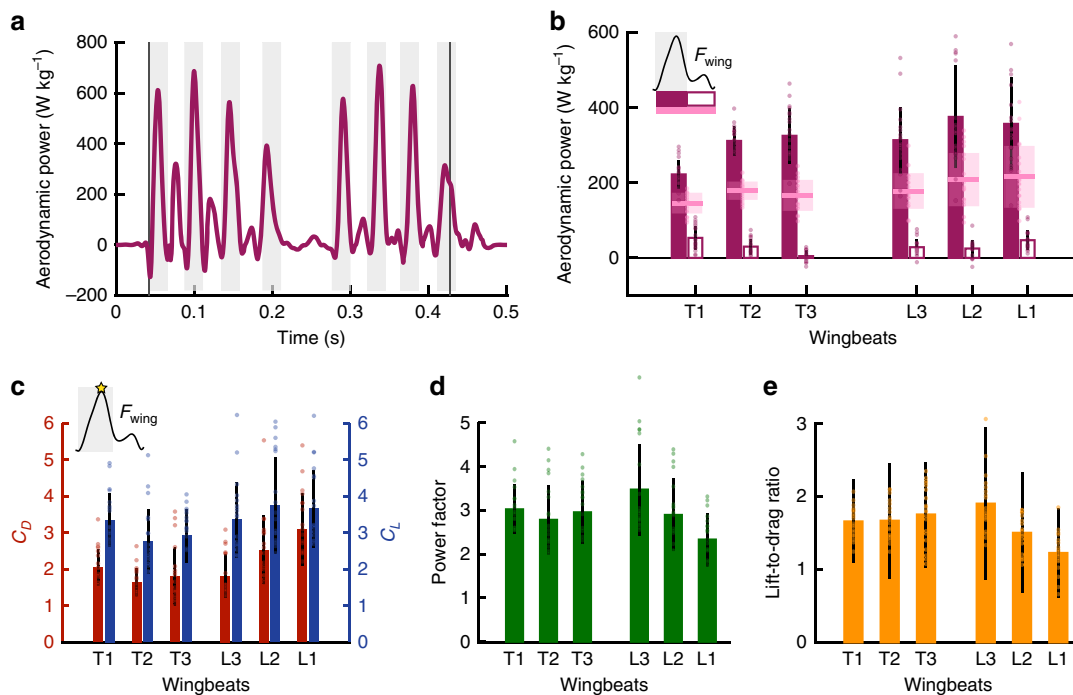 a
Aerodynamic power (W kg⁻¹)
800
600
400
200
0
−200
0
0.1
0.2
0.3
0.4
0.5
Time (s)
b
Aerodynamic power (W kg⁻¹)
600
400
200
0
F_wing
T1 T2 T3 L3 L2 L1
Wingbeats
c
C_D
6
5
4
3
2
1
0
F_wing
6
5
4
3
2
1
0
C_L
T1 T2 T3 L3 L2 L1
Wingbeats
d
Power factor
5
4
3
2
1
0
T1 T2 T3 L3 L2 L1
Wingbeats
e
Lift-to-drag ratio
3
2
1
0
T1 T2 T3 L3 L2 L1
Wingbeats